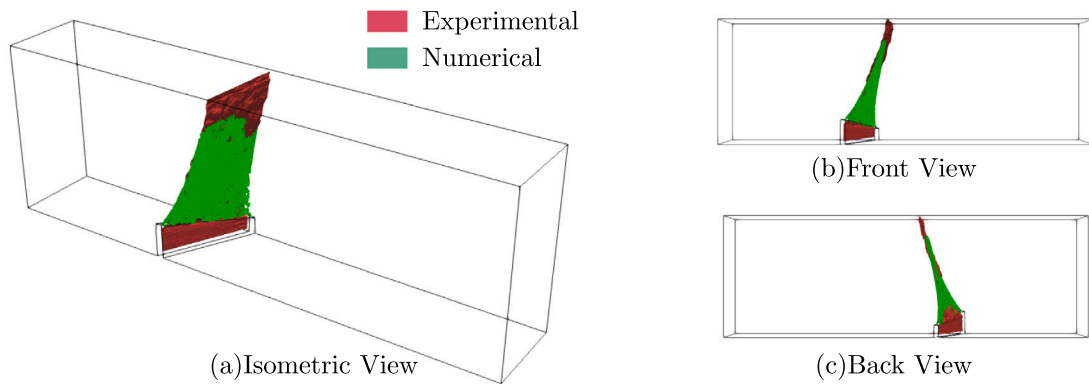 Experimental
Numerical
(a)Isometric View
(b)Front View
(c)Back View